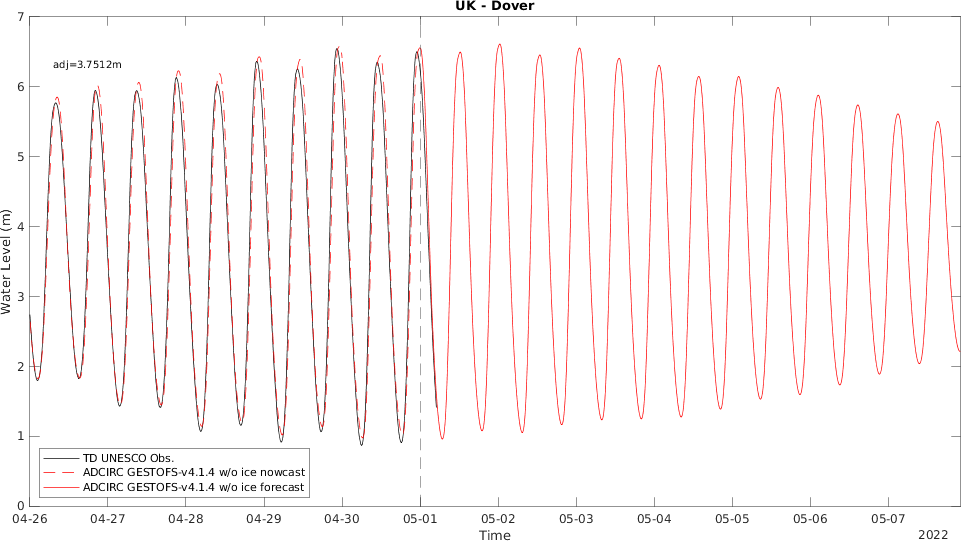 UK - Dover
adj=3.7512m
Water Level (m)
7
6
5
4
3
2
1
0
TD UNESCO Obs.
ADCIRC GESTOFS-v4.1.4 w/o ice nowcast
ADCIRC GESTOFS-v4.1.4 w/o ice forecast
04-26 04-27 04-28 04-29 04-30 05-01 05-02 05-03 05-04 05-05 05-06 05-07
Time
2022